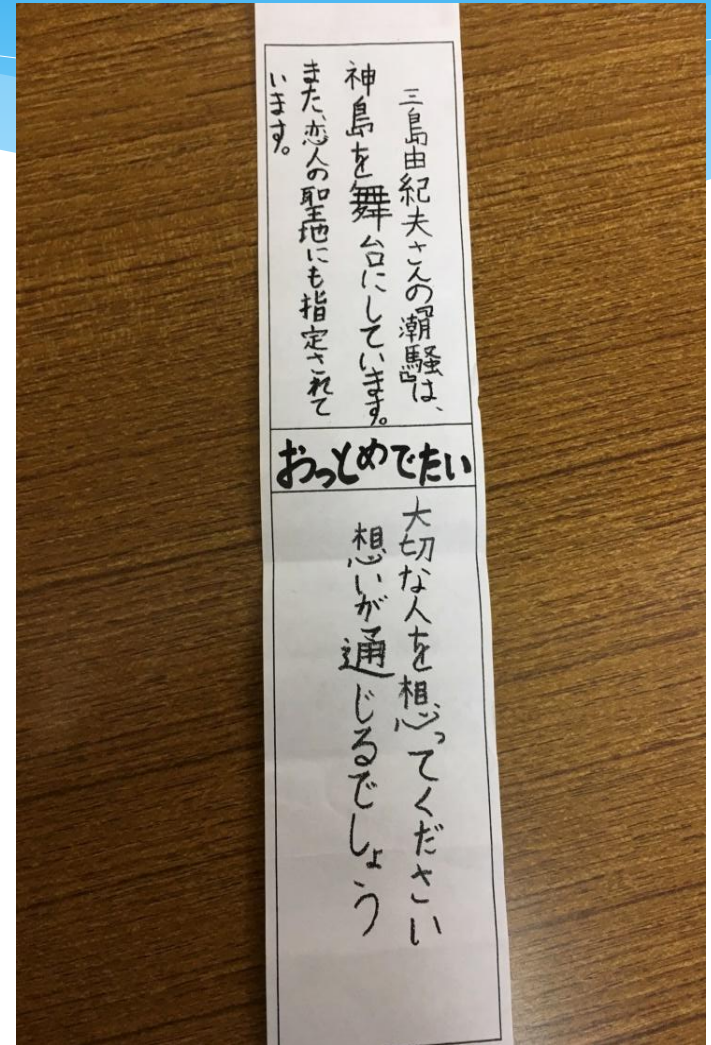 三島由紀夫さんの『潮騒』は、
神島を舞台にしています。
また、恋人の聖地にも指定されて
います。
おっとめでたい
大切な人を想ってください
想いが通じるでしょう